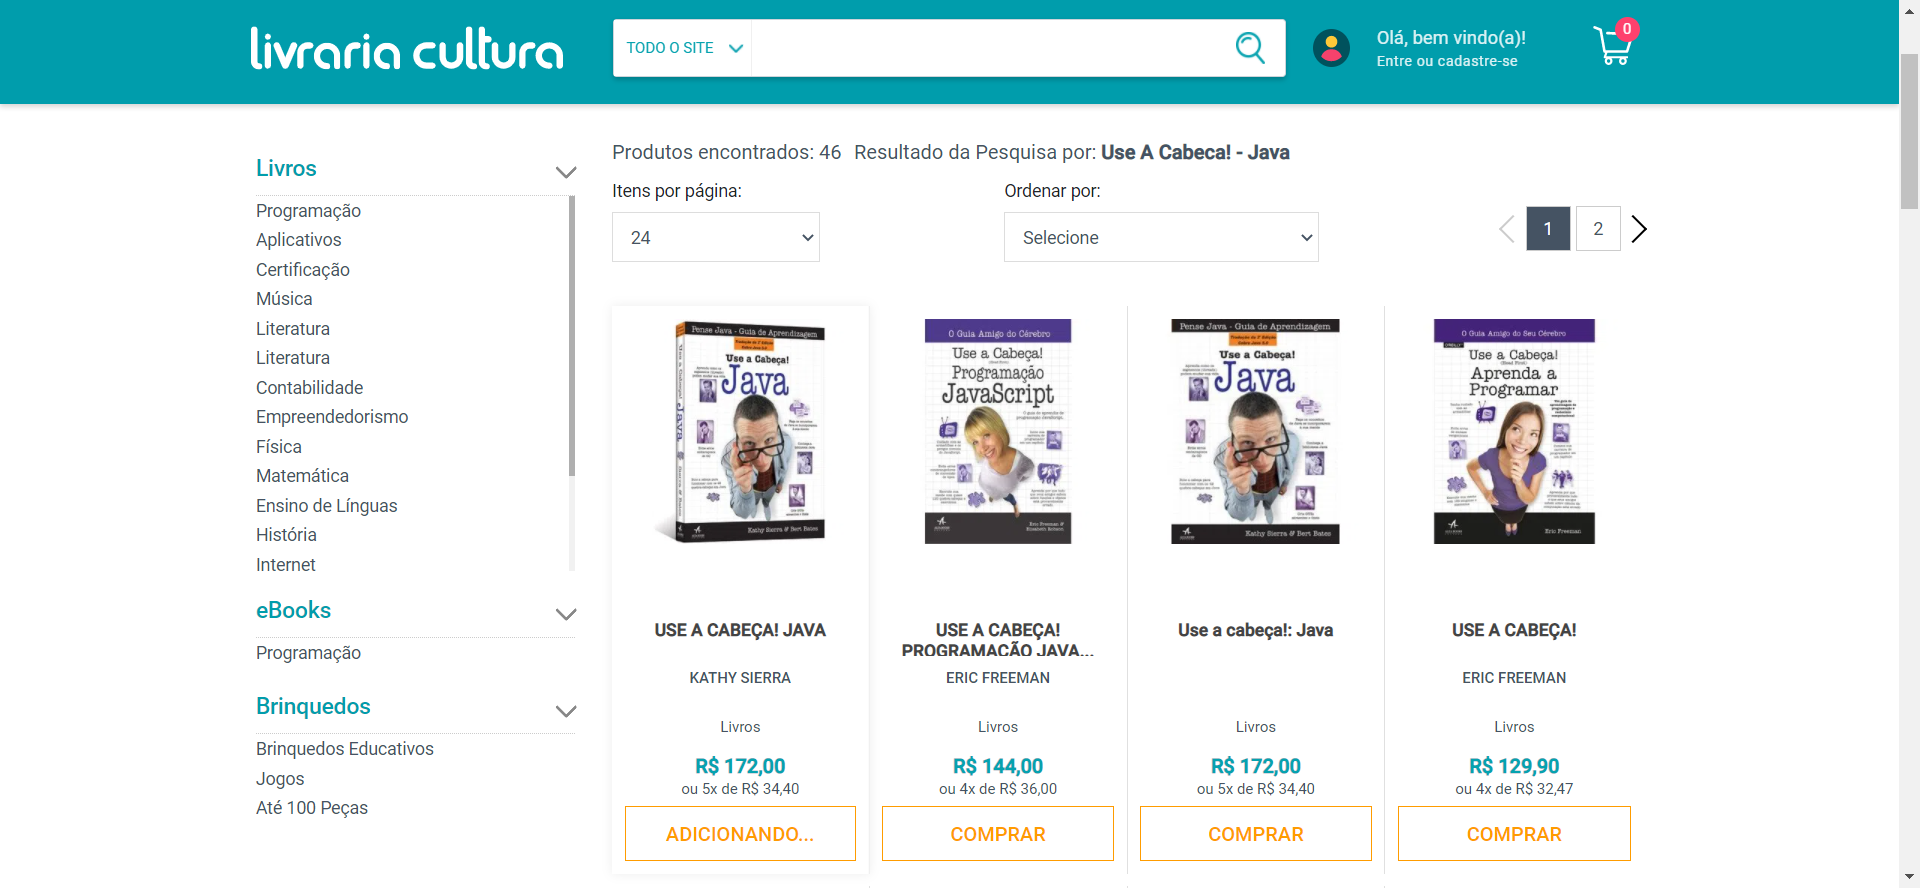 livraria cultura
TODO O SITE
Olá, bem vindo(a)!
Entre ou cadastre-se
0
Livros
Programação
Aplicativos
Certificação
Música
Literatura
Literatura
Contabilidade
Empreendedorismo
Física
Matemática
Ensino de Línguas
História
Internet
eBooks
Programação
Brinquedos
Brinquedos Educativos
Jogos
Até 100 Peças
Produtos encontrados: 46 Resultado da Pesquisa por: Use A Cabeca! - Java
Itens por página:
Ordenar por:
24
Selecione
1
2
Pense Java - Guia de Aprendizagem
Use a Cabeça!
Java
Kathy Sierra & Bert Bates
USE A CABEÇA! JAVA
KATHY SIERRA
Livros
R$ 172,00
ou 5x de R$ 34,40
ADICIONANDO...
O Guia Amigo do Cérebro
Use a Cabeça!
Programação
JavaScript
Eric Freeman &
Elisabeth Robson
USE A CABEÇA!
PROGRAMAÇÃO JAVA...
ERIC FREEMAN
Livros
R$ 144,00
ou 4x de R$ 36,00
COMPRAR
Pense Java - Guia de Aprendizagem
Use a Cabeça!
Java
Kathy Sierra & Bert Bates
Use a cabeça!: Java
Livros
R$ 172,00
ou 5x de R$ 34,40
COMPRAR
O Guia Amigo do Seu Cérebro
Use a Cabeça!
Aprenda a
Programar
Eric Freeman
USE A CABEÇA!
ERIC FREEMAN
Livros
R$ 129,90
ou 4x de R$ 32,47
COMPRAR